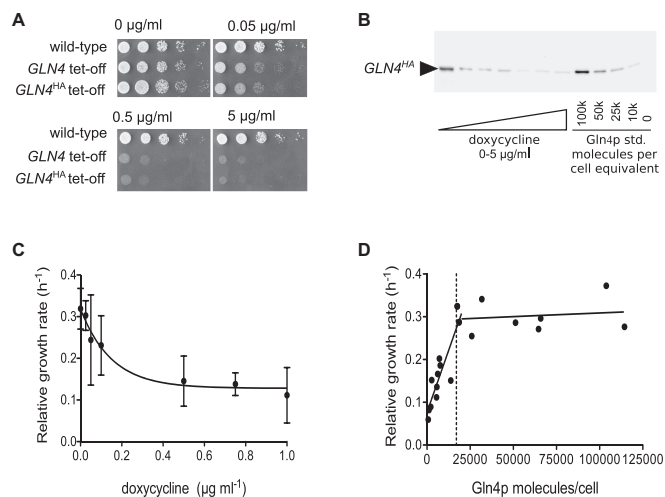 A
0 µg/ml
0.05 µg/ml
wild-type
GLN4 tet-off
GLN4HA tet-off
0.5 µg/ml
5 µg/ml
wild-type
GLN4 tet-off
GLN4HA tet-off
B
GLN4HA
100k
50k
25k
10k
0
doxycycline
0-5 µg/ml
Gln4p std.
molecules per
cell equivalent
C
Relative growth rate (h-1)
0.4
0.3
0.2
0.1
0.0
0.0 0.2 0.4 0.6 0.8 1.0
doxycycline (µg ml-1)
D
Relative growth rate (h-1)
0.4
0.3
0.2
0.1
0.0
0 25000 50000 75000 100000 125000
Gln4p molecules/cell